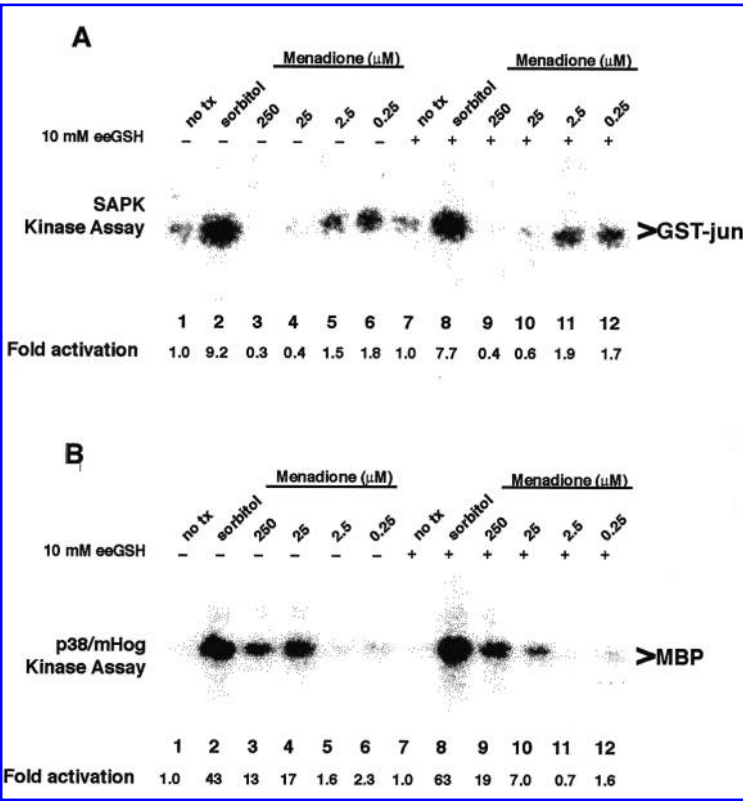 A
Menadione (μM) Menadione (μM)
no tx sorbitol 250 25 2.5 0.25 no tx sorbitol 250 25 2.5 0.25
10 mM eeGSH – – – – – – + + + + + +
SAPK
Kinase Assay >GST-jun
1 2 3 4 5 6 7 8 9 10 11 12
Fold activation 1.0 9.2 0.3 0.4 1.5 1.8 1.0 7.7 0.4 0.6 1.9 1.7
B
Menadione (μM) Menadione (μM)
no tx sorbitol 250 25 2.5 0.25 no tx sorbitol 250 25 2.5 0.25
10 mM eeGSH – – – – – – + + + + + +
p38/mHog
Kinase Assay >MBP
1 2 3 4 5 6 7 8 9 10 11 12
Fold activation 1.0 43 13 17 1.6 2.3 1.0 63 19 7.0 0.7 1.6